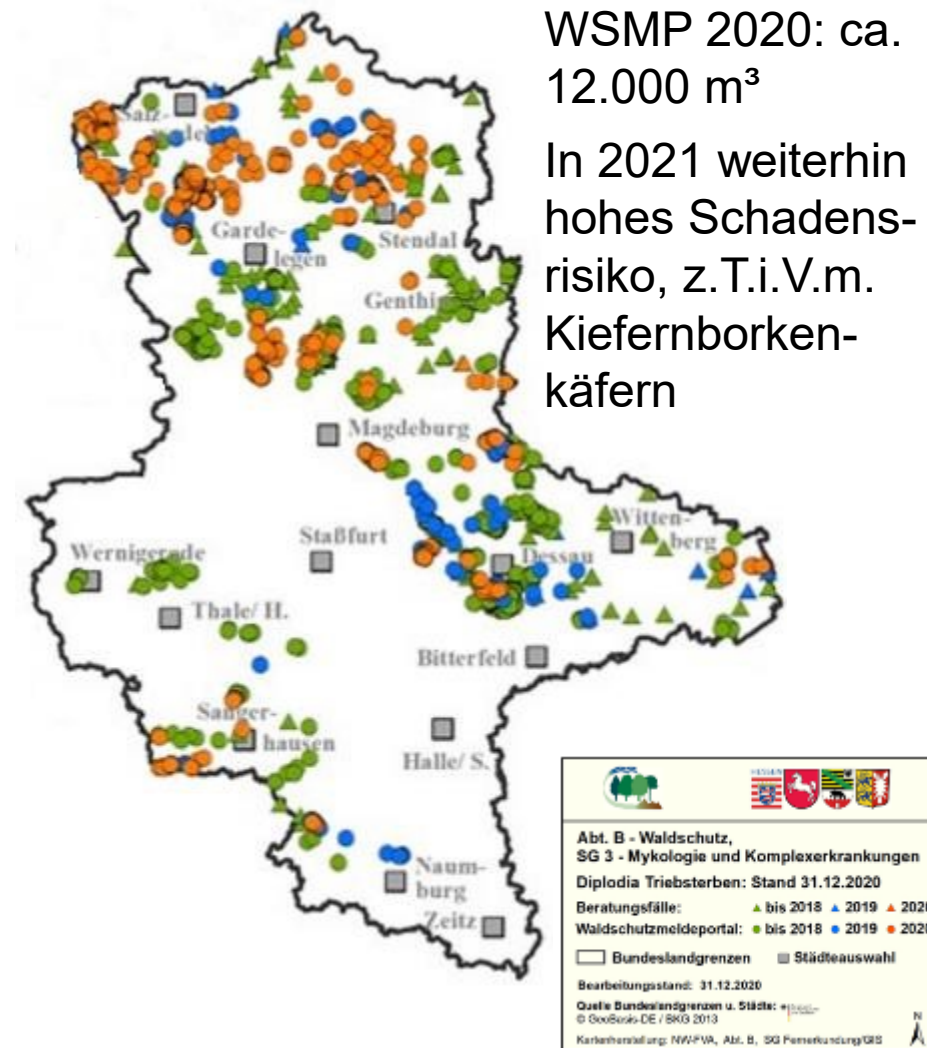 WSMP 2020: ca.
12.000 m³
In 2021 weiterhin
hohes Schadens-
risiko, z.T.i.V.m.
Kiefernborken-
käfern
Salz-
wedel
Garde-
legen
Stendal
Genthin
Magdeburg
Witten-
berg
Staßfurt
Wernigerode
Dessau
Thale/ H.
Bitterfeld
Sanger-
hausen
Halle/ S.
Naum-
burg
Zeitz
HESSEN
Abt. B - Waldschutz,
SG 3 - Mykologie und Komplexerkrankungen
Diplodia Triebsterben: Stand 31.12.2020
Beratungsfälle: bis 2018 2019 2020
Waldschutzmeldeportal: bis 2018 2019 2020
Bundeslandgrenzen Städteauswahl
Bearbeitungsstand: 31.12.2020
Quelle Bundeslandgrenzen u. Städte:
© GeoBasis-DE / BKG 2013
Kartenherstellung: NW-FVA, Abt. B, SG Fernerkundung/GIS
N